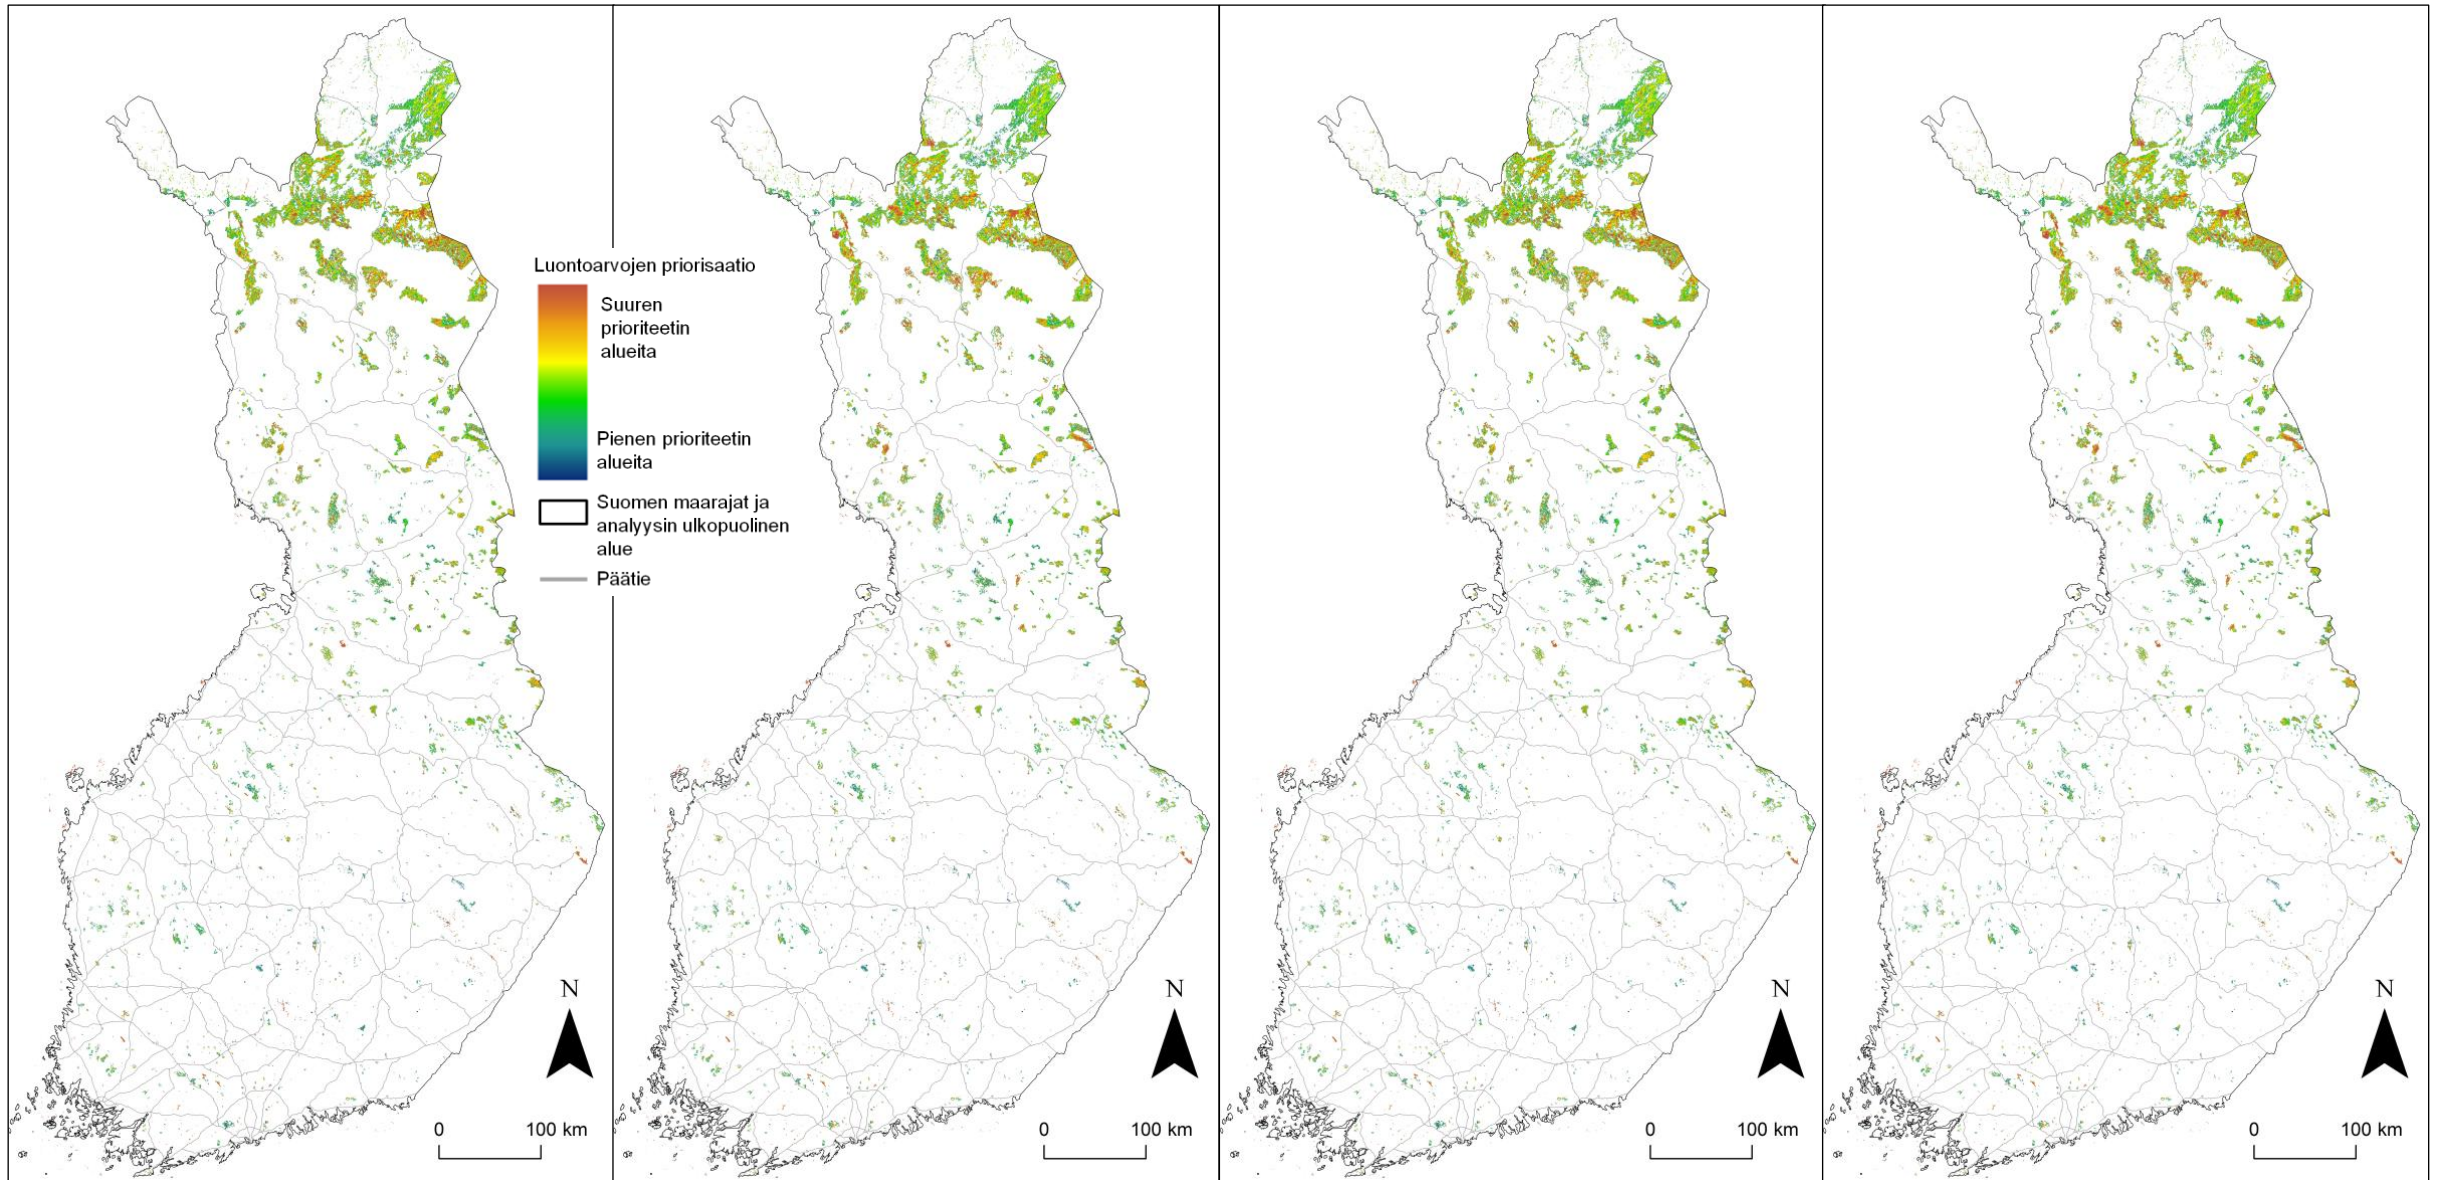 Luontoarvojen priorisaatio
Suuren
prioriteetin
alueita
Pienen prioriteetin
alueita
Suomen maarajat ja
analyysin ulkopuolinen
alue
Päätie
N
N
N
N
0 100 km
0 100 km
0 100 km
0 100 km